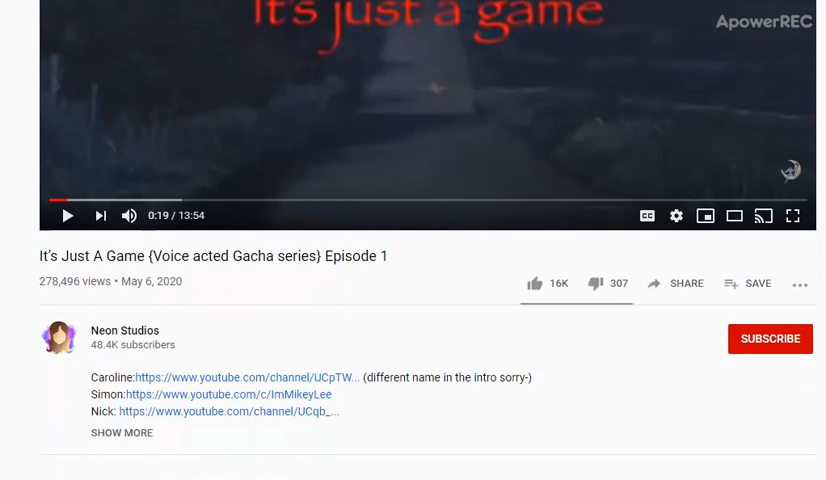 It's just a game
ApowerREC
0:19 / 13:54
CC
It's Just A Game {Voice acted Gacha series} Episode 1
278,496 views • May 6, 2020
16K 307 SHARE SAVE
Neon Studios
48.4K subscribers
SUBSCRIBE
Caroline:https://www.youtube.com/channel/UCpTW... (different name in the intro sorry-)
Simon:https://www.youtube.com/c/ImMikeyLee
Nick: https://www.youtube.com/channel/UCqb_...
SHOW MORE